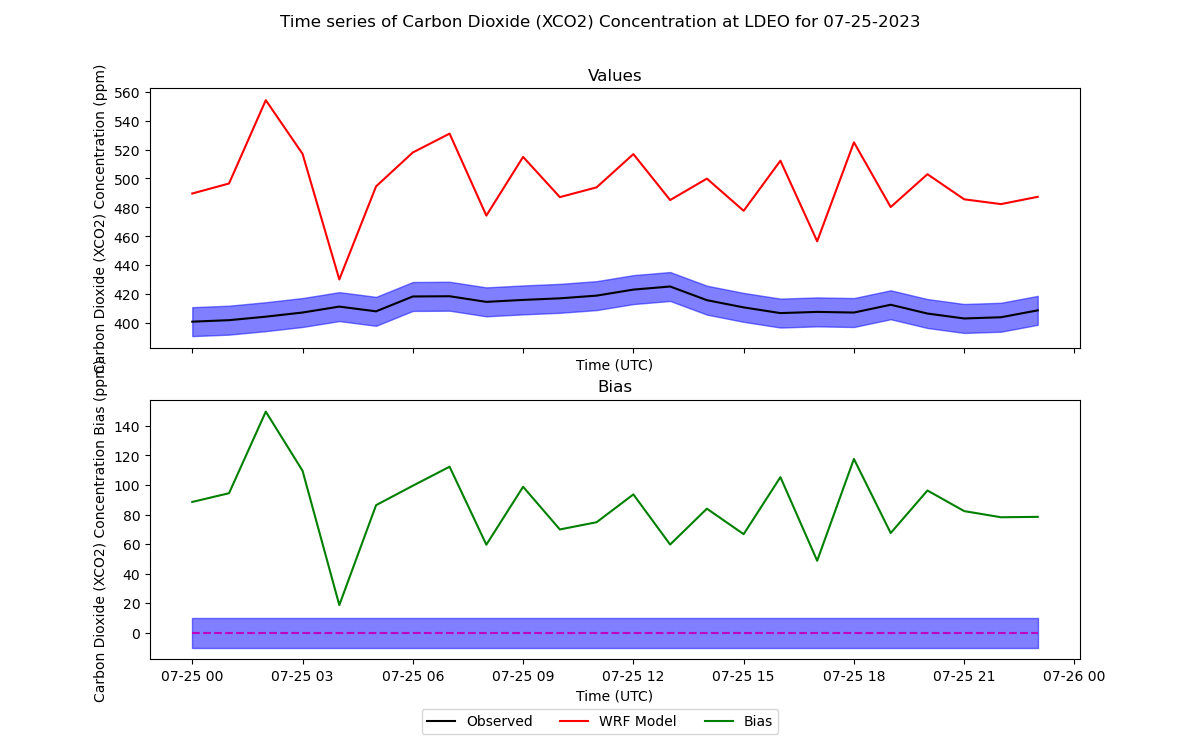 Time series of Carbon Dioxide (XCO2) Concentration at LDEO for 07-25-2023
Values
Carbon Dioxide (XCO2) Concentration (ppm)
560
540
520
500
480
460
440
420
400
Time (UTC)
Bias
Carbon Dioxide (XCO2) Concentration Bias (ppm)
140
120
100
80
60
40
20
0
07-25 00 07-25 03 07-25 06 07-25 09 07-25 12 07-25 15 07-25 18 07-25 21 07-26 00
Time (UTC)
Observed WRF Model Bias